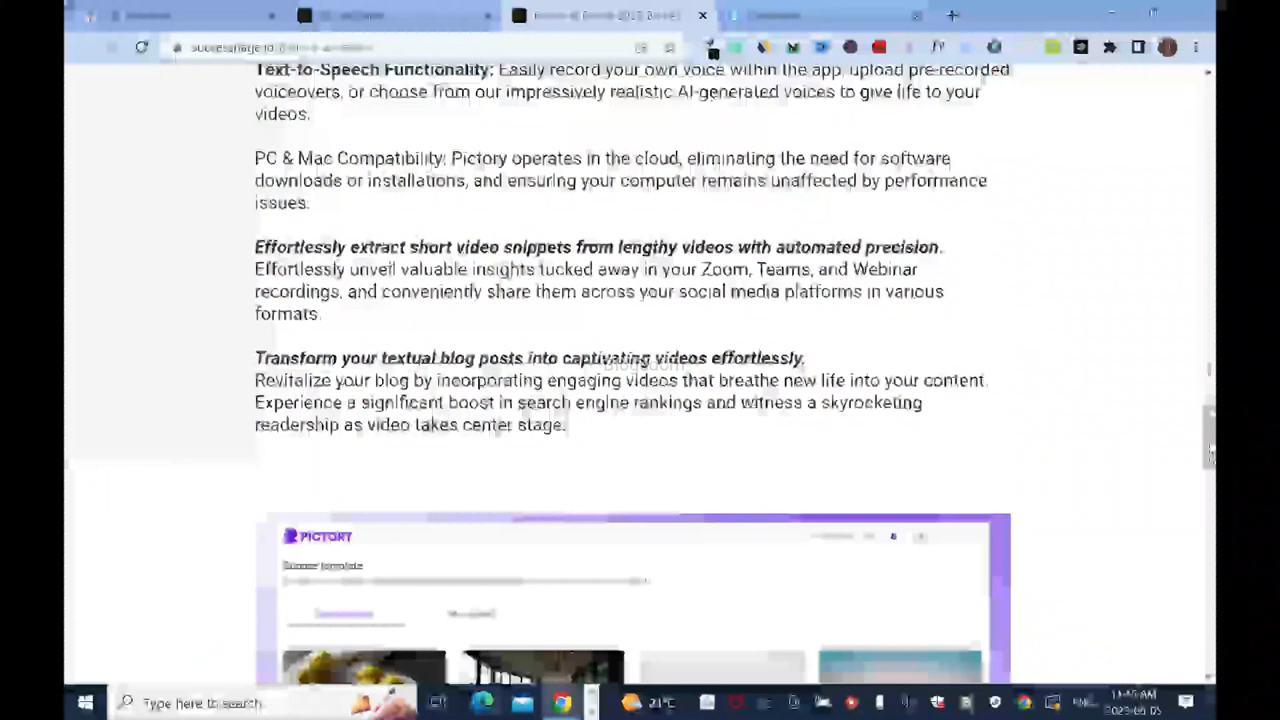 Text-to-Speech Functionality: Easily record your own voice within the app, upload pre-recorded
voiceovers, or choose from our impressively realistic AI-generated voices to give life to your
videos.
PC & Mac Compatibility: Pictory operates in the cloud, eliminating the need for software
downloads or installations, and ensuring your computer remains unaffected by performance
issues.
Effortlessly extract short video snippets from lengthy videos with automated precision.
Effortlessly unveil valuable insights tucked away in your Zoom, Teams, and Webinar
recordings, and conveniently share them across your social media platforms in various
formats.
Transform your textual blog posts into captivating videos effortlessly.
Revitalize your blog by incorporating engaging videos that breathe new life into your content.
Experience a significant boost in search engine rankings and witness a skyrocketing
readership as video takes center stage.
PICTORY
Type here to search
21°C